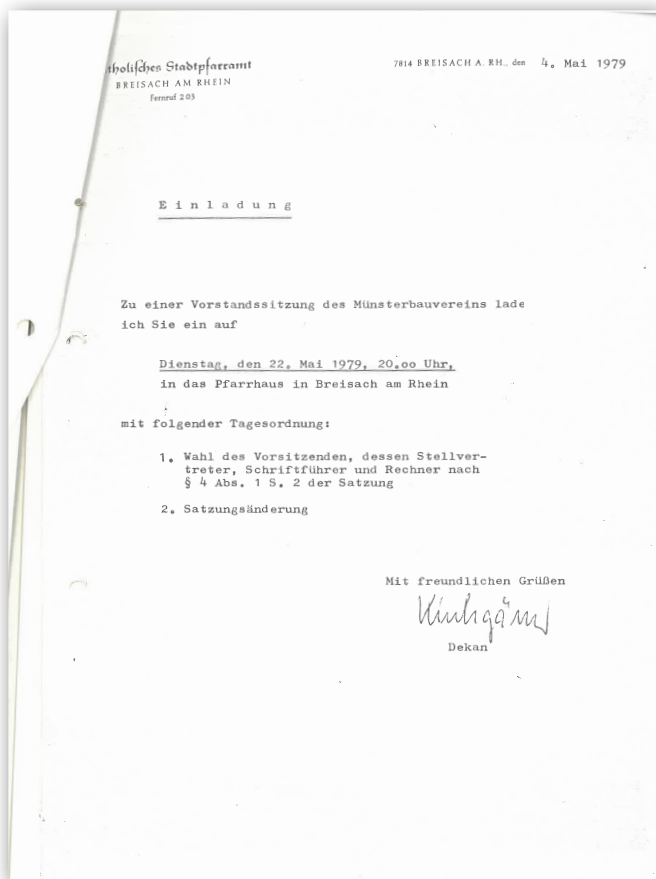 tholisches Stadtpfarramt
BREISACH AM RHEIN
Fernruf 203
7814 BREISACH A. RH., den 4. Mai 1979
E i n l a d u n g
Zu einer Vorstandssitzung des Münsterbauvereins lade
ich Sie ein auf
Dienstag, den 22. Mai 1979, 20.oo Uhr,
in das Pfarrhaus in Breisach am Rhein
mit folgender Tagesordnung:
1. Wahl des Vorsitzenden, dessen Stellver-
treter, Schriftführer und Rechner nach
§ 4 Abs. 1 S. 2 der Satzung
2. Satzungsänderung
Mit freundlichen Grüßen
Dekan